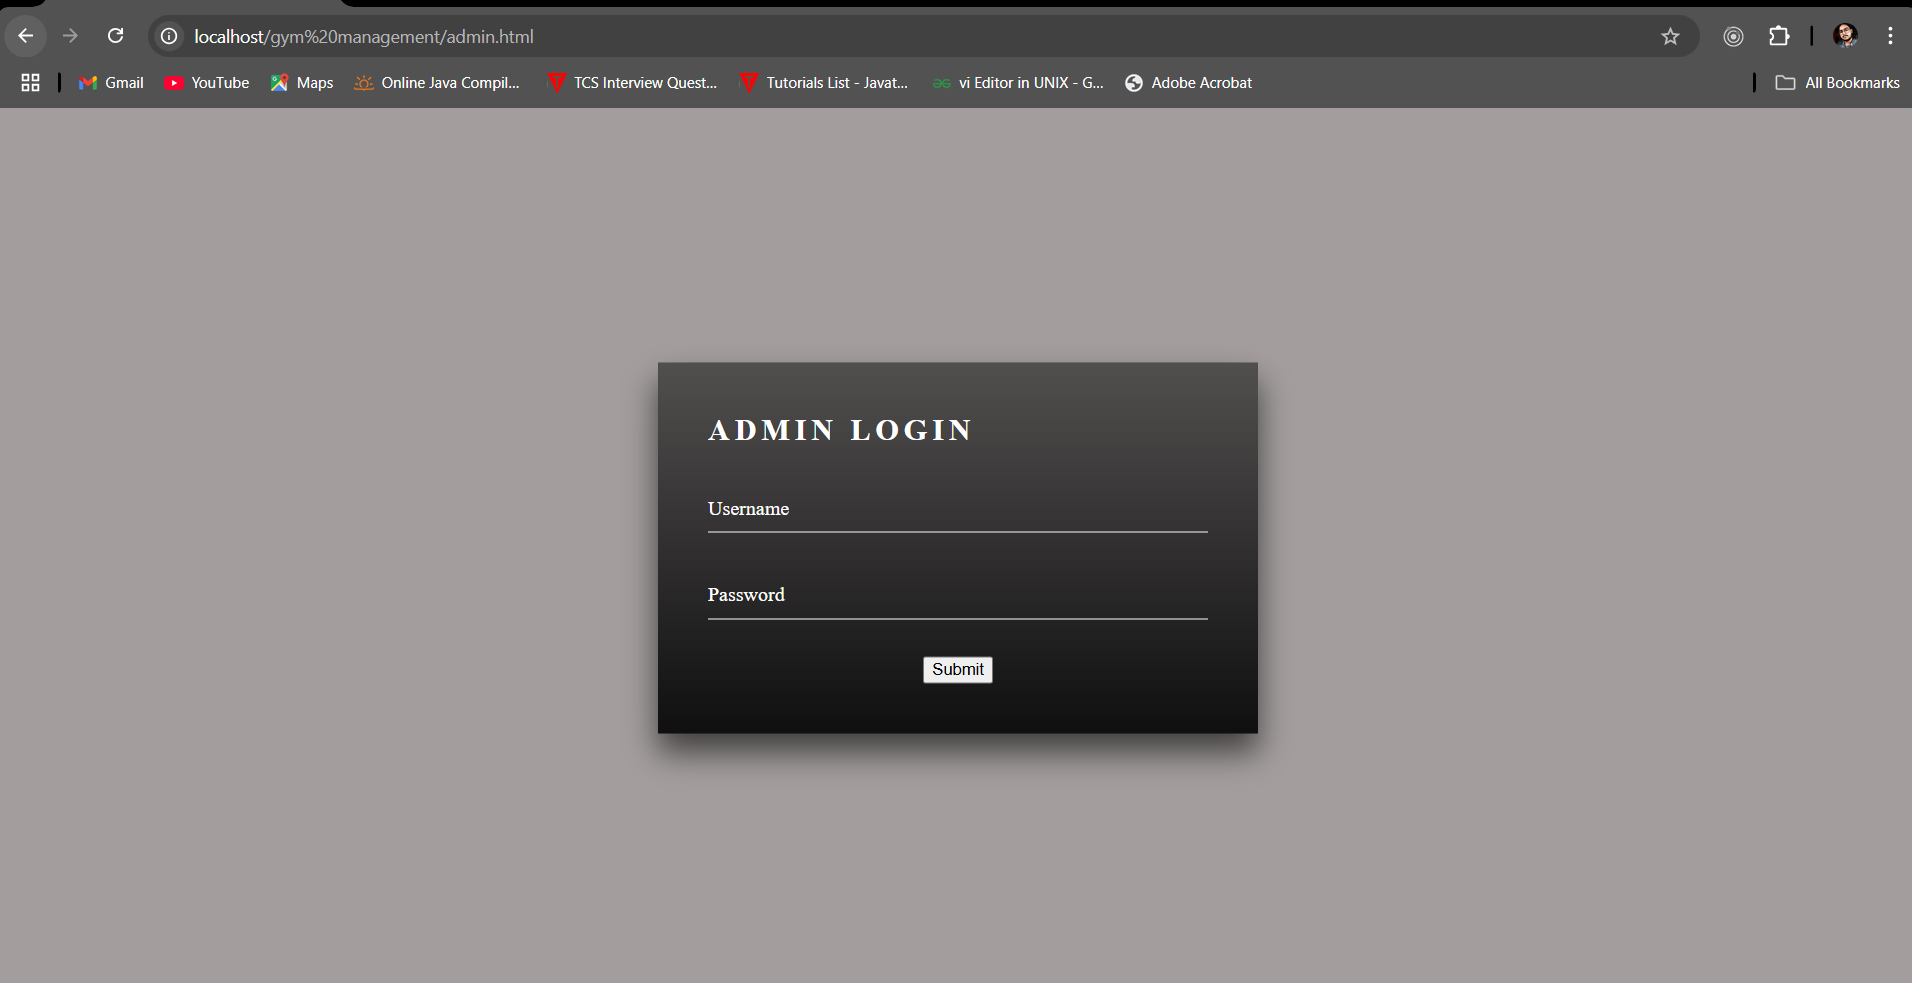 localhost/gym%20management/admin.html
Gmail YouTube Maps Online Java Compil... TCS Interview Quest... Tutorials List - Javat... vi Editor in UNIX - G... Adobe Acrobat All Bookmarks
ADMIN LOGIN
Username
Password
Submit